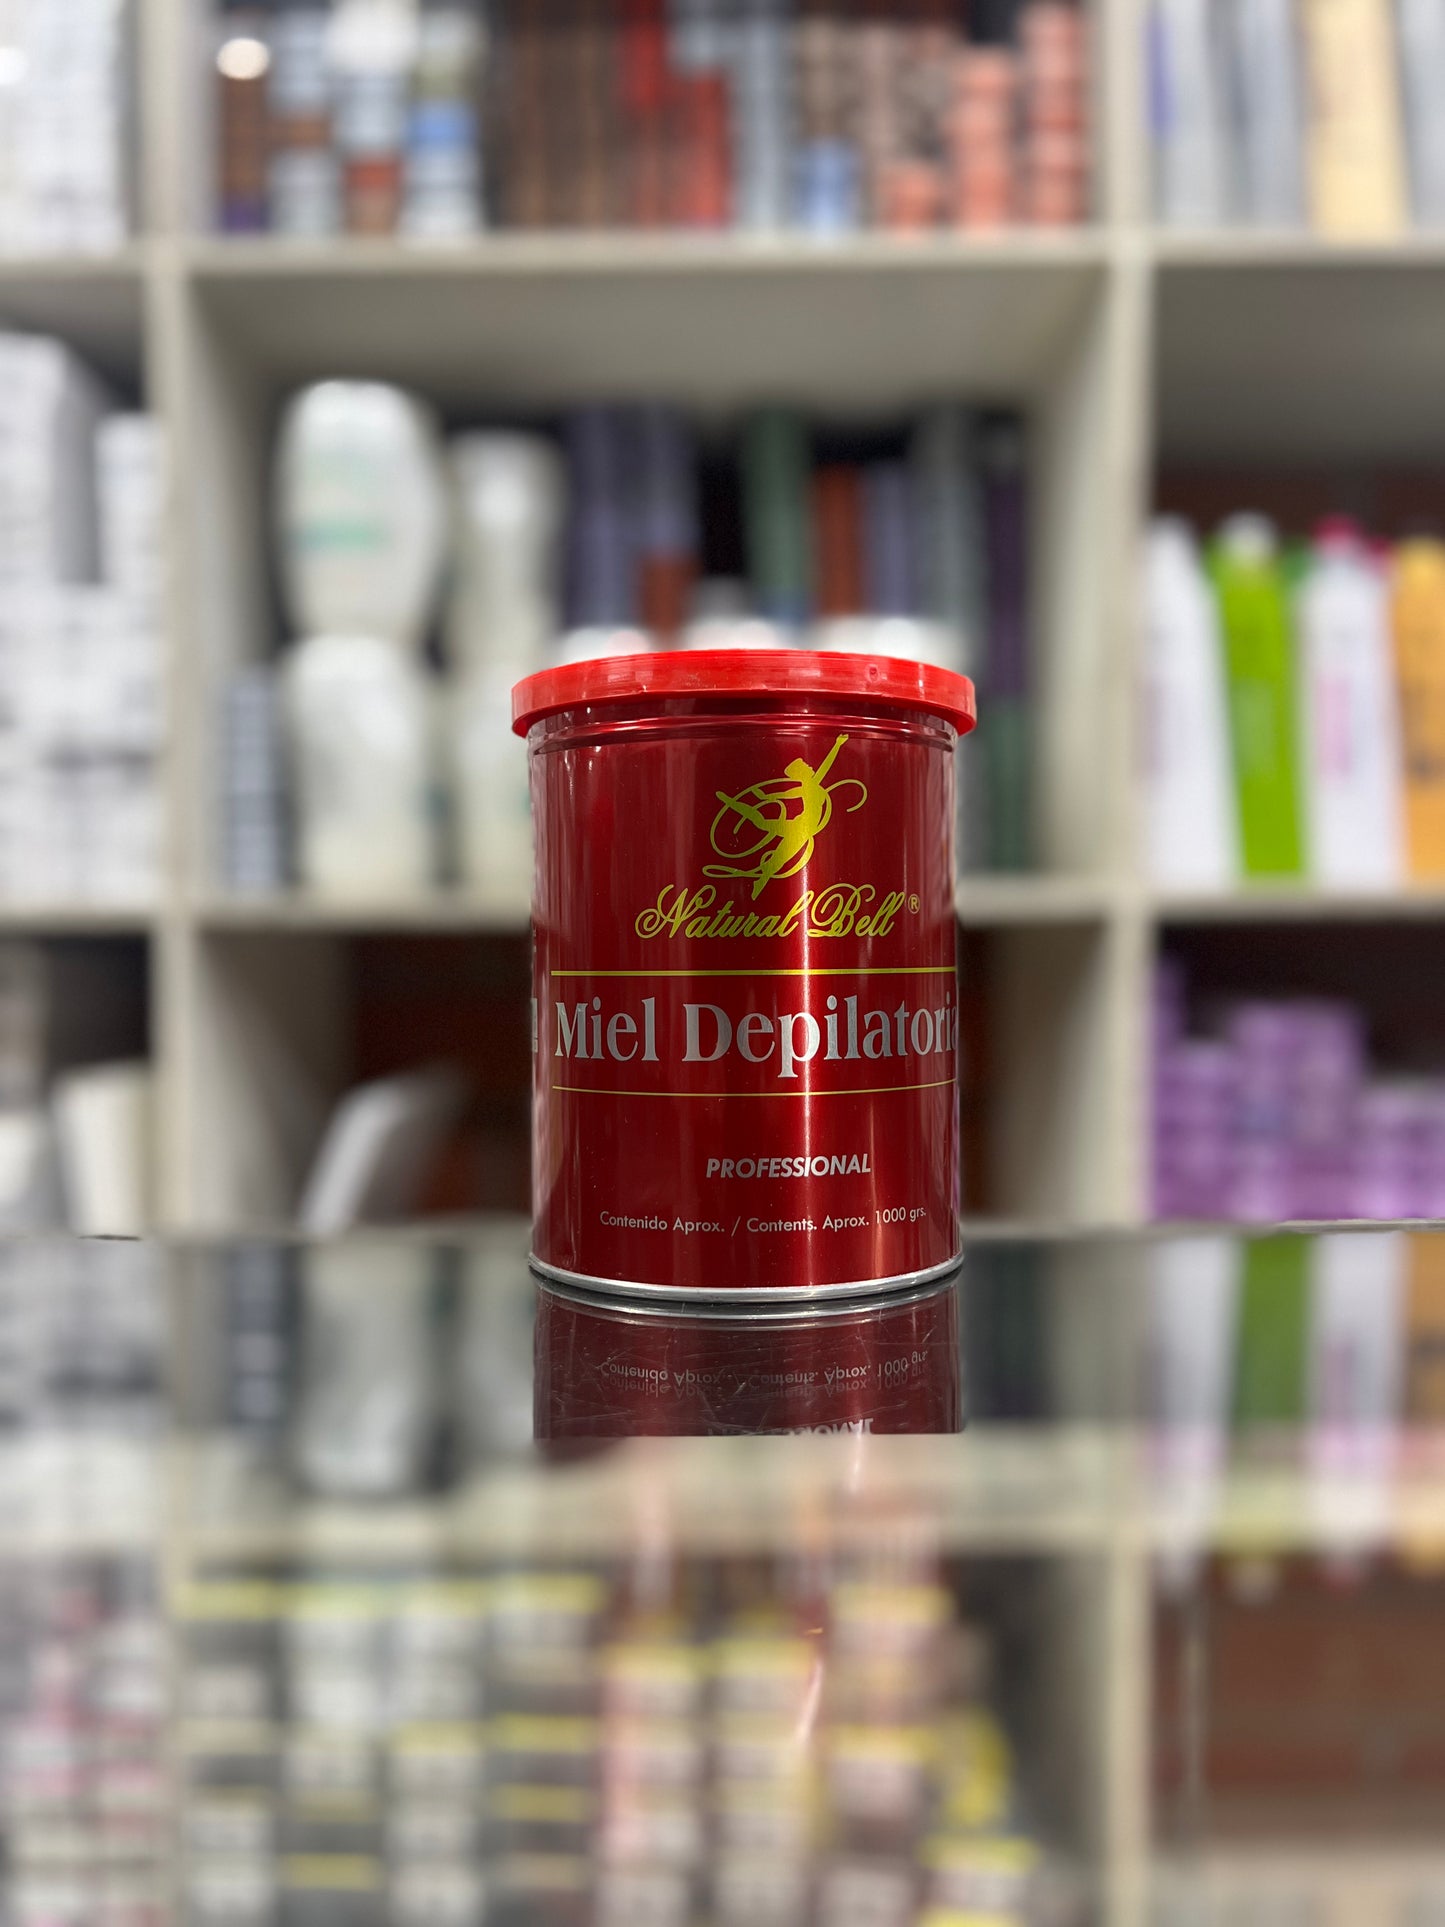 Natural Bell®
Miel Depilatoria
PROFESSIONAL
Contenido Aprox. / Contents. Aprox. 1000 grs.